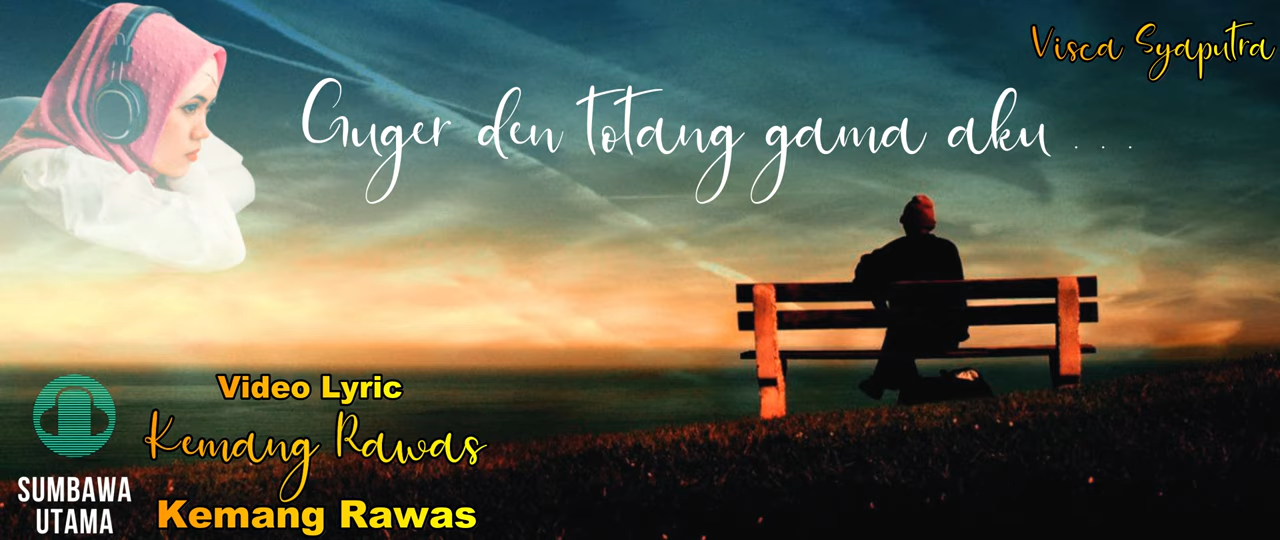 Visca Syaputra
Guger den totang gama aku . . .
Video Lyric
Kemang Rawas
SUMBAWA
UTAMA
Kemang Rawas